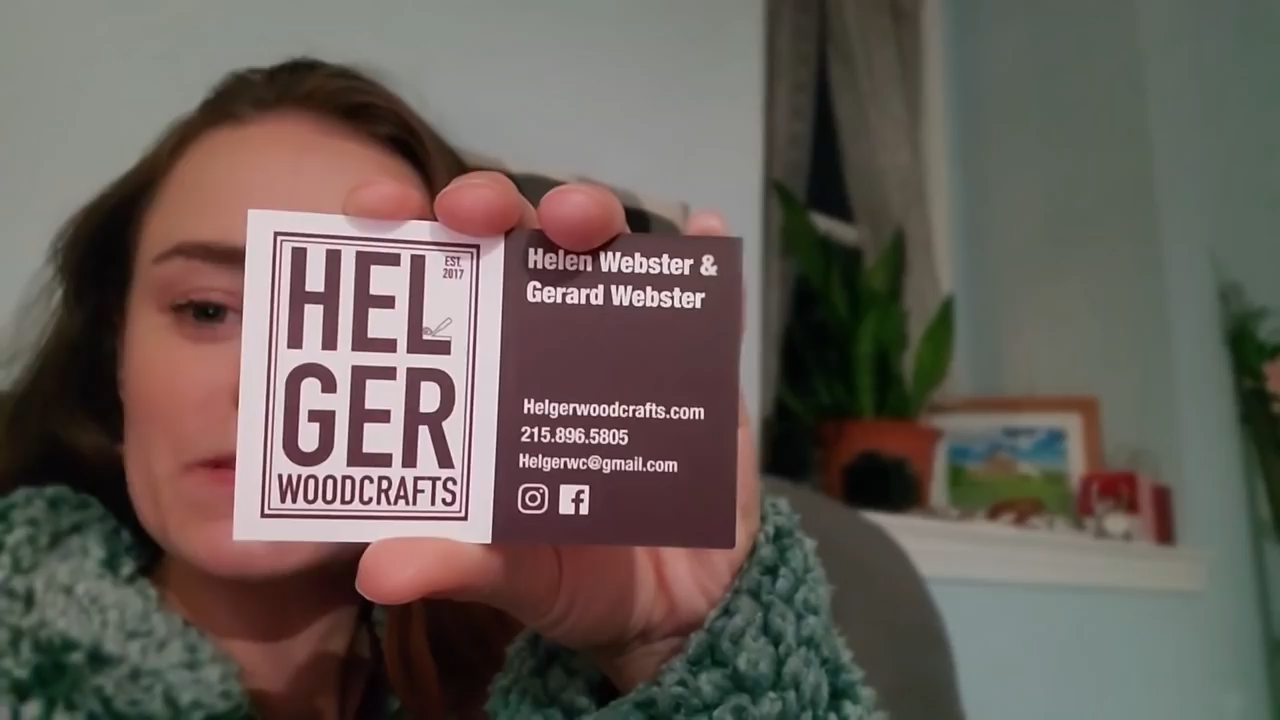 HEL
EST.
2017
GER
WOODCRAFTS
Helen Webster &
Gerard Webster
Helgerwoodcrafts.com
215.896.5805
Helgerwc@gmail.com